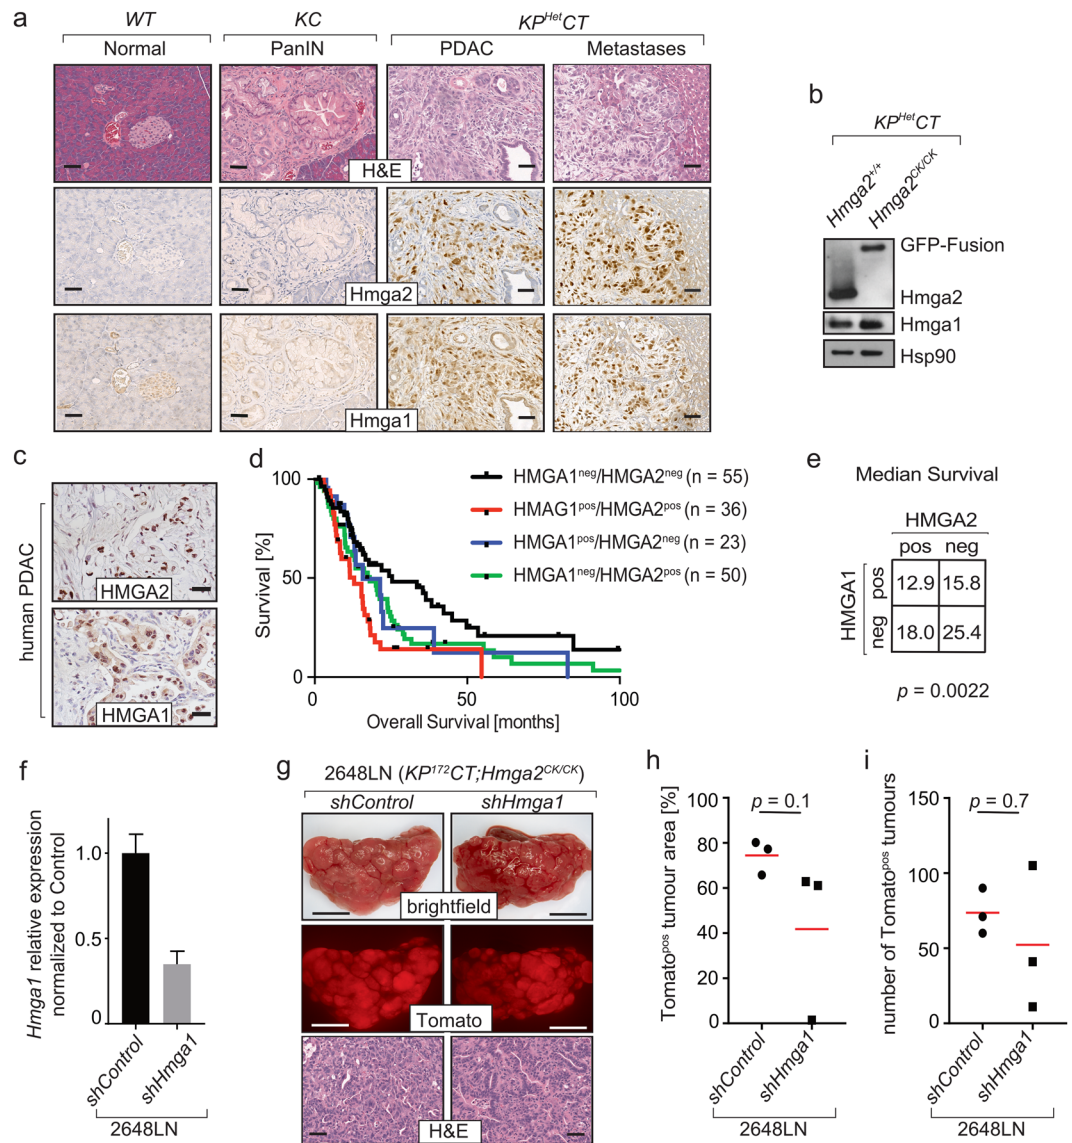 a
WT
KC
KP^Het CT
Normal
PanIN
PDAC
Metastases
H&E
Hmga2
Hmga1
b
KP^Het CT
Hmga2^+/+
Hmga2^CK/CK
GFP-Fusion
Hmga2
Hmga1
Hsp90
c
human PDAC
HMGA2
HMGA1
d
Survival [%]
100
50
0
0
50
100
Overall Survival [months]
HMGA1^neg/HMGA2^neg (n = 55)
HMAG1^pos/HMGA2^pos (n = 36)
HMGA1^pos/HMGA2^neg (n = 23)
HMGA1^neg/HMGA2^pos (n = 50)
e
Median Survival
HMGA2
pos neg
HMGA1
pos
12.9 15.8
neg
18.0 25.4
p = 0.0022
f
Hmga1 relative expression
normalized to Control
1.0
0.5
0
shControl
shHmga1
2648LN
g
2648LN (KP^172 CT;Hmga2^CK/CK)
shControl
shHmga1
brightfield
Tomato
H&E
h
Tomato^pos tumour area [%]
100
80
60
40
20
0
p = 0.1
shControl
shHmga1
2648LN
i
number of Tomato^pos tumours
150
100
50
0
p = 0.7
shControl
shHmga1
2648LN